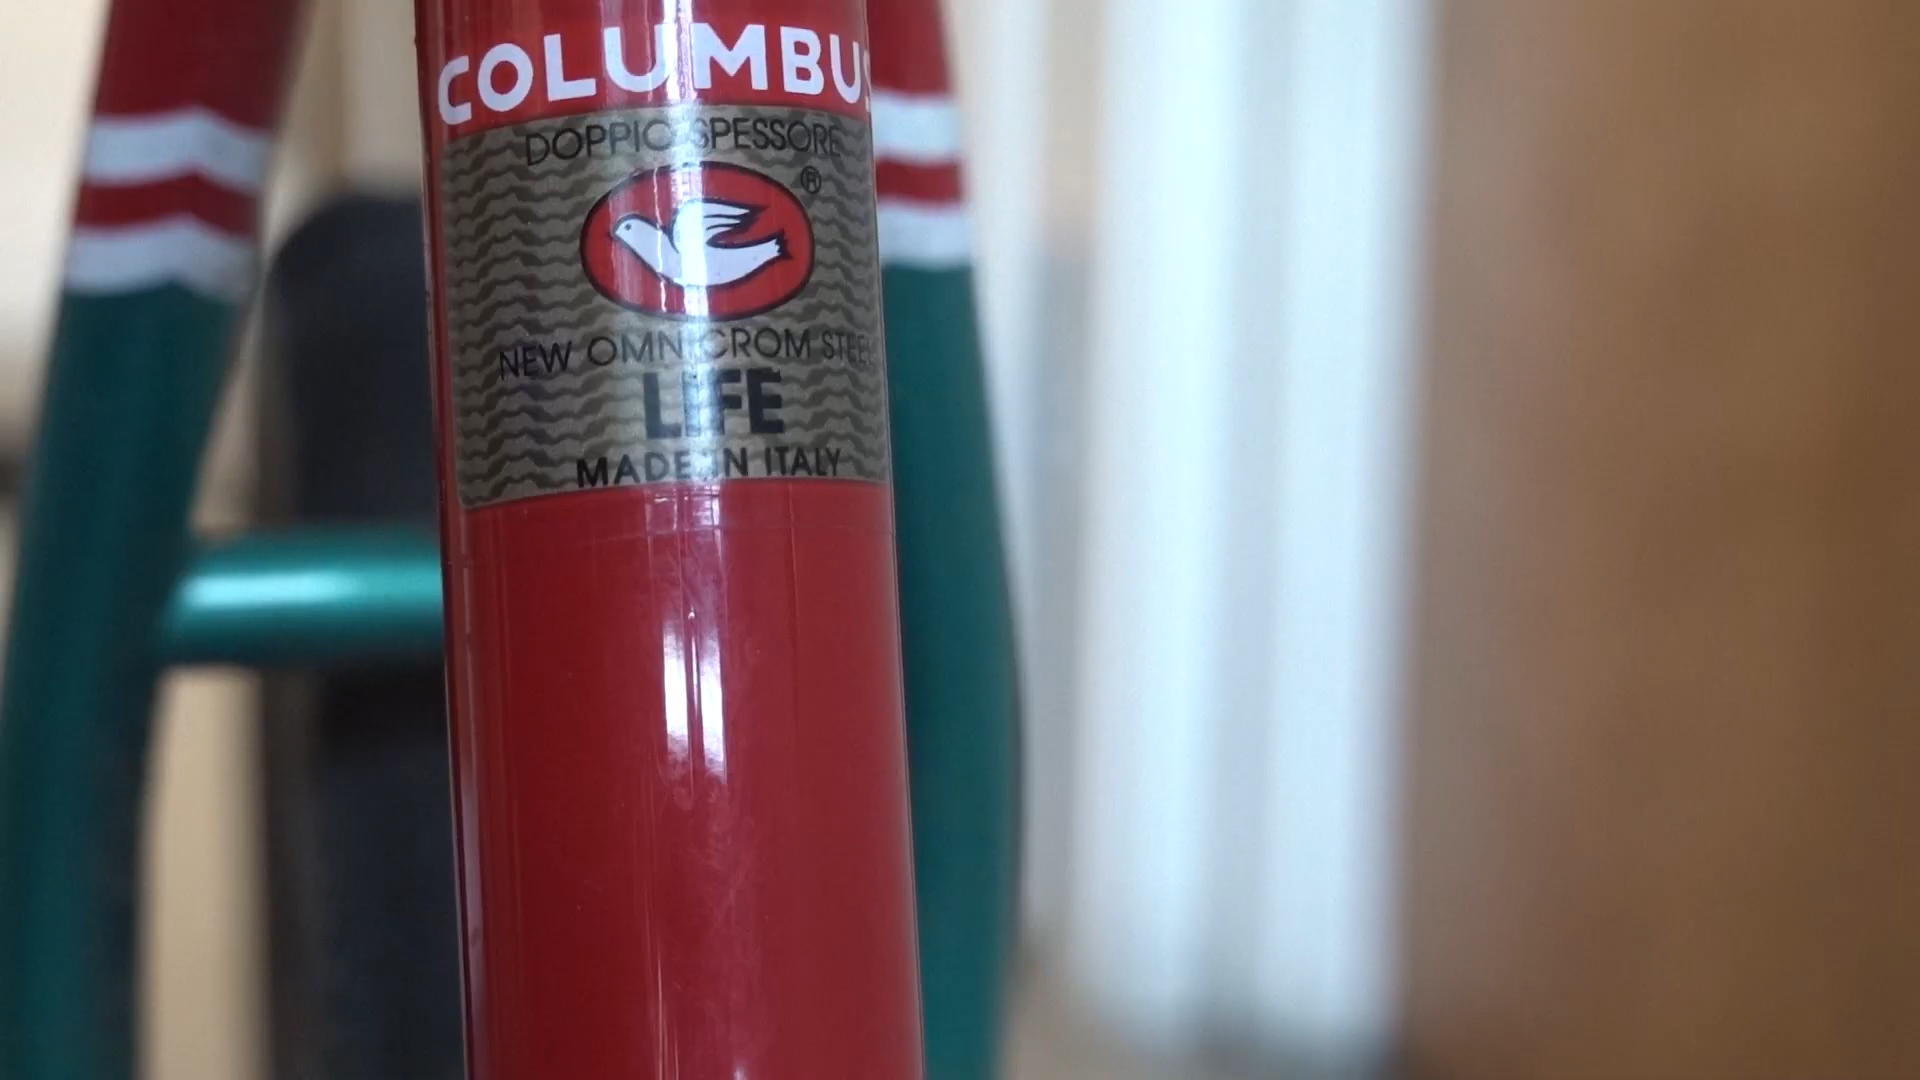 COLUMBUS
DOPPIO SPESSORE
®
NEW OMNICROM STEEL
LIFE
MADE IN ITALY